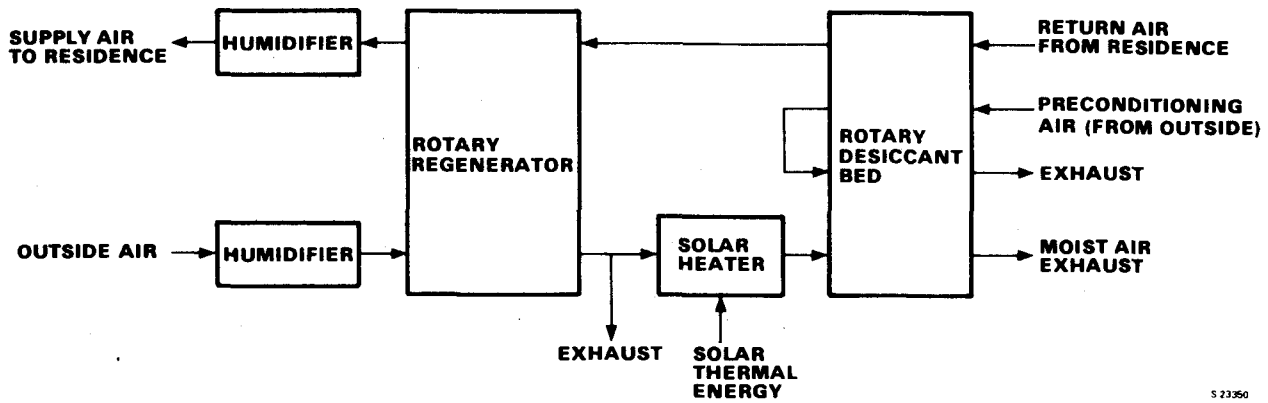 SUPPLY AIR
TO RESIDENCE
HUMIDIFIER
RETURN AIR
FROM RESIDENCE
PRECONDITIONING
AIR (FROM OUTSIDE)
ROTARY
REGENERATOR
ROTARY
DESICCANT
BED
EXHAUST
OUTSIDE AIR
HUMIDIFIER
SOLAR
HEATER
MOIST AIR
EXHAUST
EXHAUST
SOLAR
THERMAL
ENERGY
S 23350